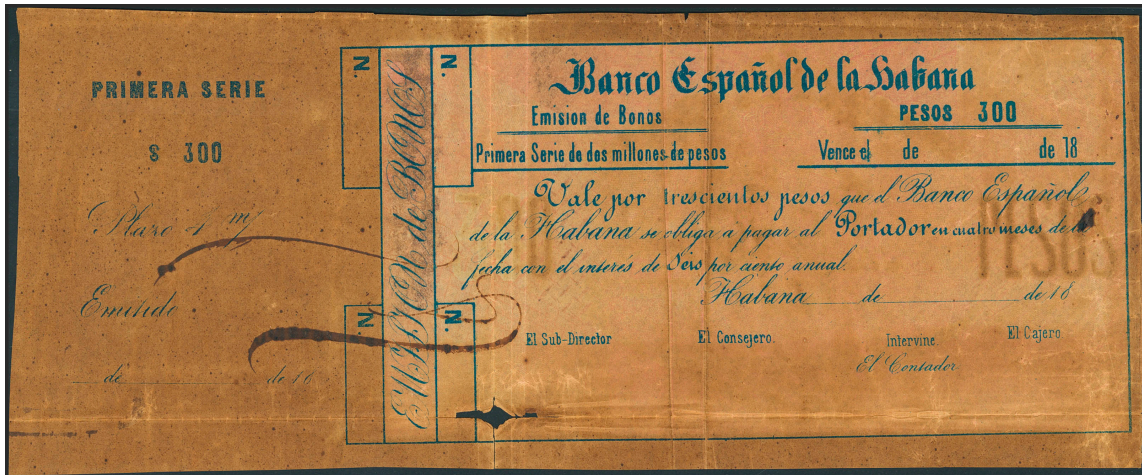 PRIMERA SERIE
$ 300
Plazo 4 m/
Emitido
de de 18
N. N.
EMISION de BONOS
N. N.
Banco Español de la Habana
Emision de Bonos
PESOS 300
Primera Serie de dos millones de pesos
Vence el de de 18
Vale por trescientos pesos que el Banco Español
de la Habana se obliga a pagar al Portador en cuatro meses de la
fecha con el interés de Seis por ciento anual.
Habana de de 18
El Sub-Director
El Consejero.
Intervine.
El Contador
El Cajero.